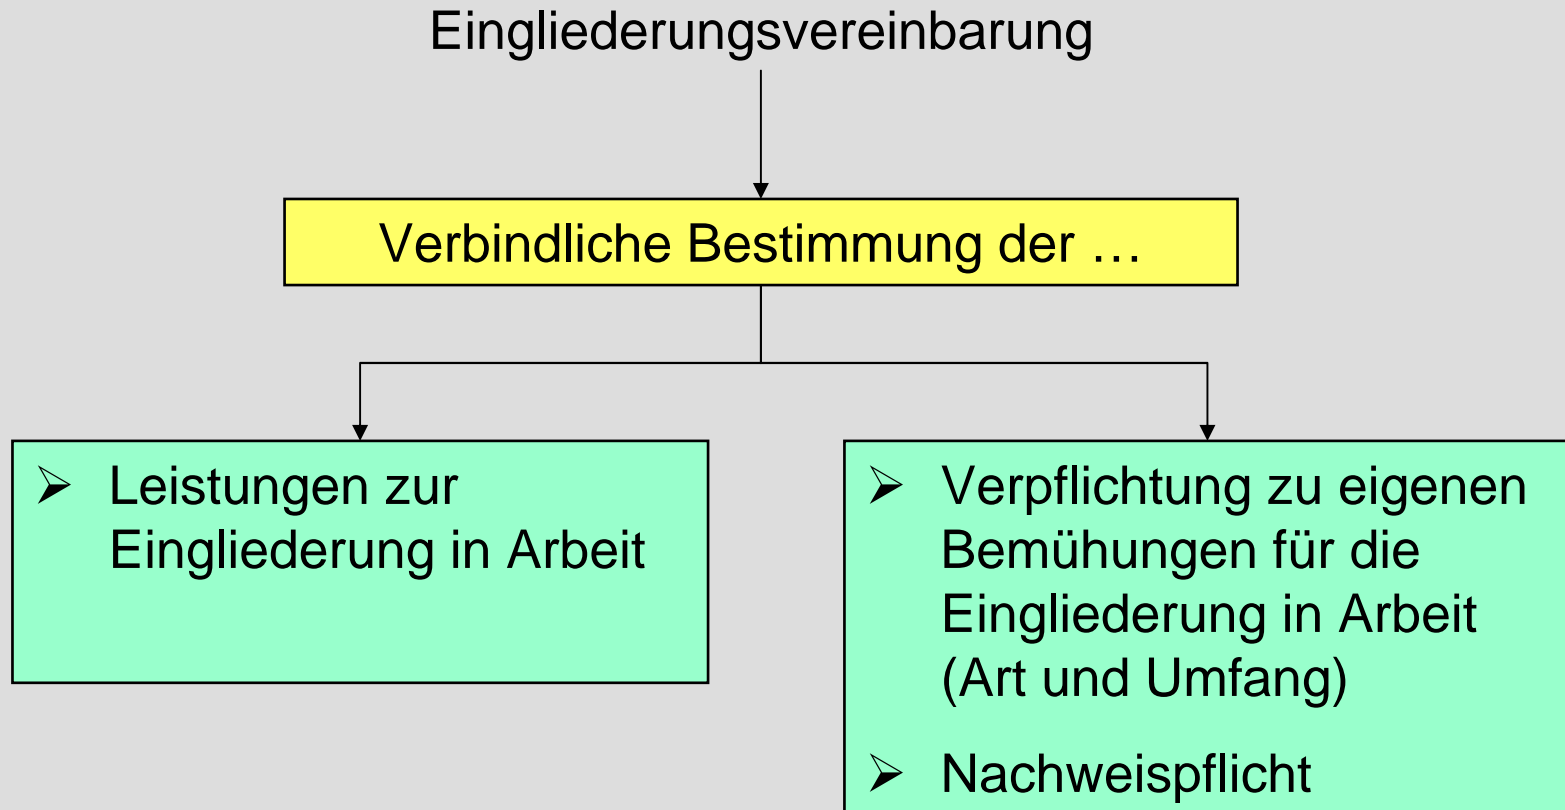 Eingliederungsvereinbarung
Verbindliche Bestimmung der …
➢ Leistungen zur
Eingliederung in Arbeit
➢ Verpflichtung zu eigenen
Bemühungen für die
Eingliederung in Arbeit
(Art und Umfang)
➢ Nachweispflicht